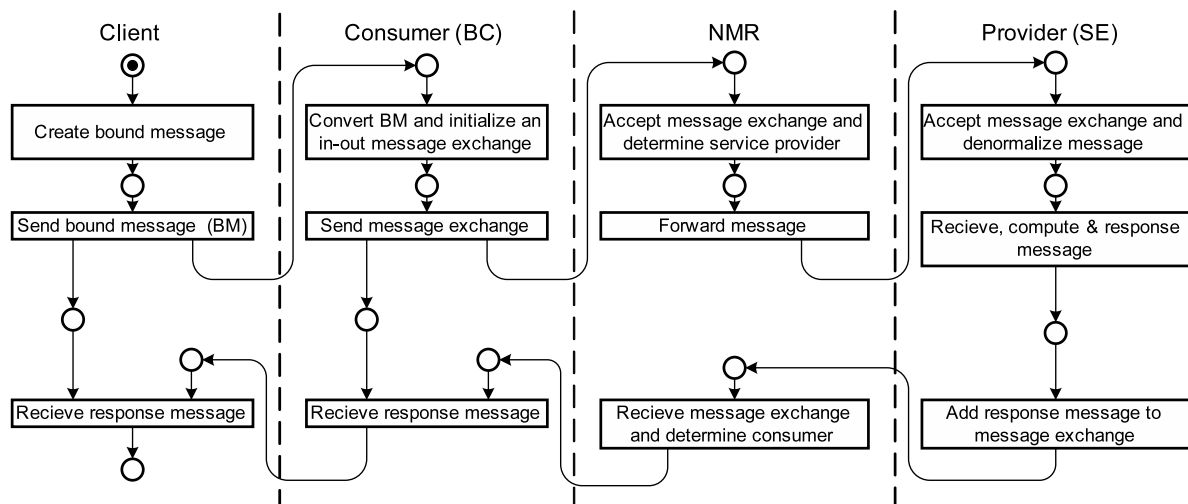 Client
Consumer (BC)
NMR
Provider (SE)
Create bound message
Convert BM and initialize an
in-out message exchange
Accept message exchange and
determine service provider
Accept message exchange and
denormalize message
Send bound message (BM)
Send message exchange
Forward message
Recieve, compute & response
message
Recieve response message
Recieve response message
Recieve message exchange
and determine consumer
Add response message to
message exchange